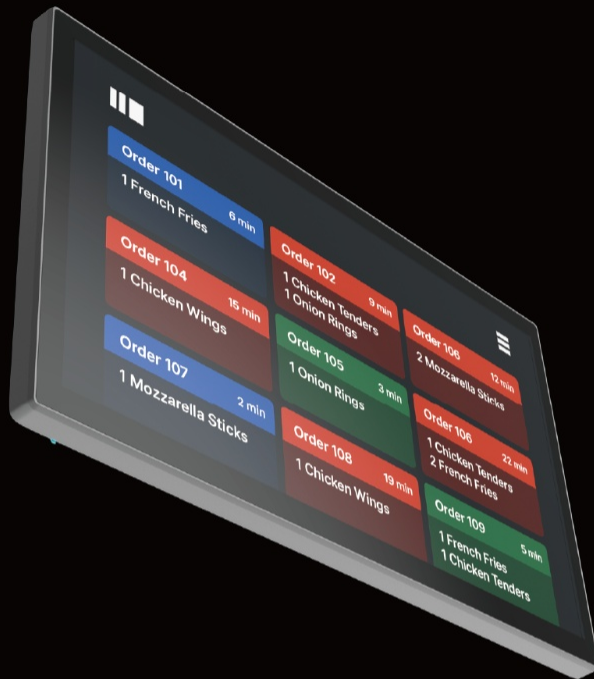 Order 101
6 min
1 French Fries
Order 102
9 min
1 Chicken Tenders
1 Onion Rings
Order 106
12 min
2 Mozzarella Sticks
Order 104
15 min
1 Chicken Wings
Order 105
3 min
1 Onion Rings
Order 106
22 min
1 Chicken Tenders
2 French Fries
Order 107
2 min
1 Mozzarella Sticks
Order 108
19 min
1 Chicken Wings
Order 109
5 min
1 French Fries
1 Chicken Tenders